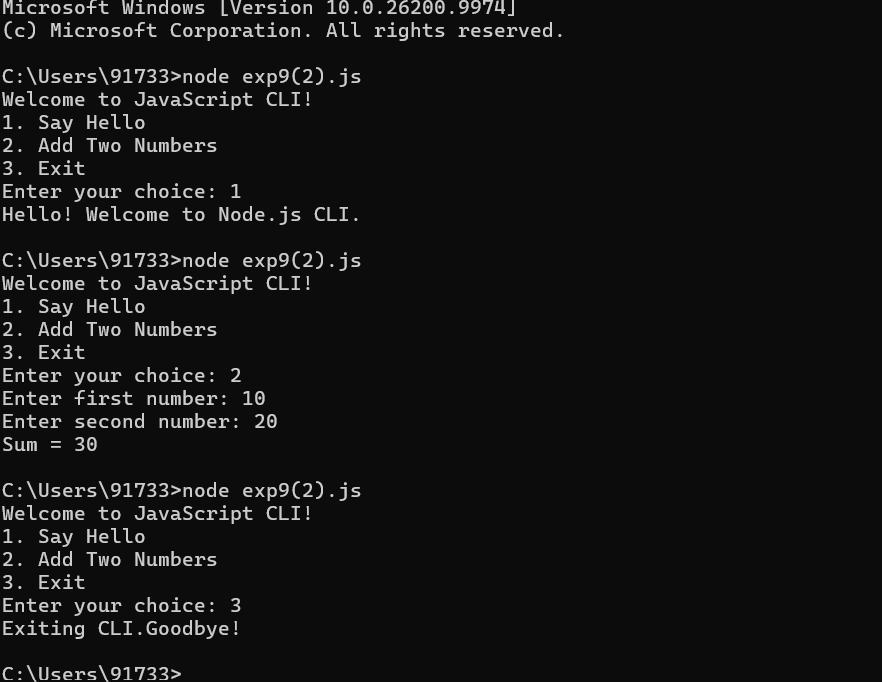 Microsoft Windows [Version 10.0.26200.9974]
(c) Microsoft Corporation. All rights reserved.
C:\Users\91733>node exp9(2).js
Welcome to JavaScript CLI!
1. Say Hello
2. Add Two Numbers
3. Exit
Enter your choice: 1
Hello! Welcome to Node.js CLI.
C:\Users\91733>node exp9(2).js
Welcome to JavaScript CLI!
1. Say Hello
2. Add Two Numbers
3. Exit
Enter your choice: 2
Enter first number: 10
Enter second number: 20
Sum = 30
C:\Users\91733>node exp9(2).js
Welcome to JavaScript CLI!
1. Say Hello
2. Add Two Numbers
3. Exit
Enter your choice: 3
Exiting CLI.Goodbye!
C:\Users\91733>